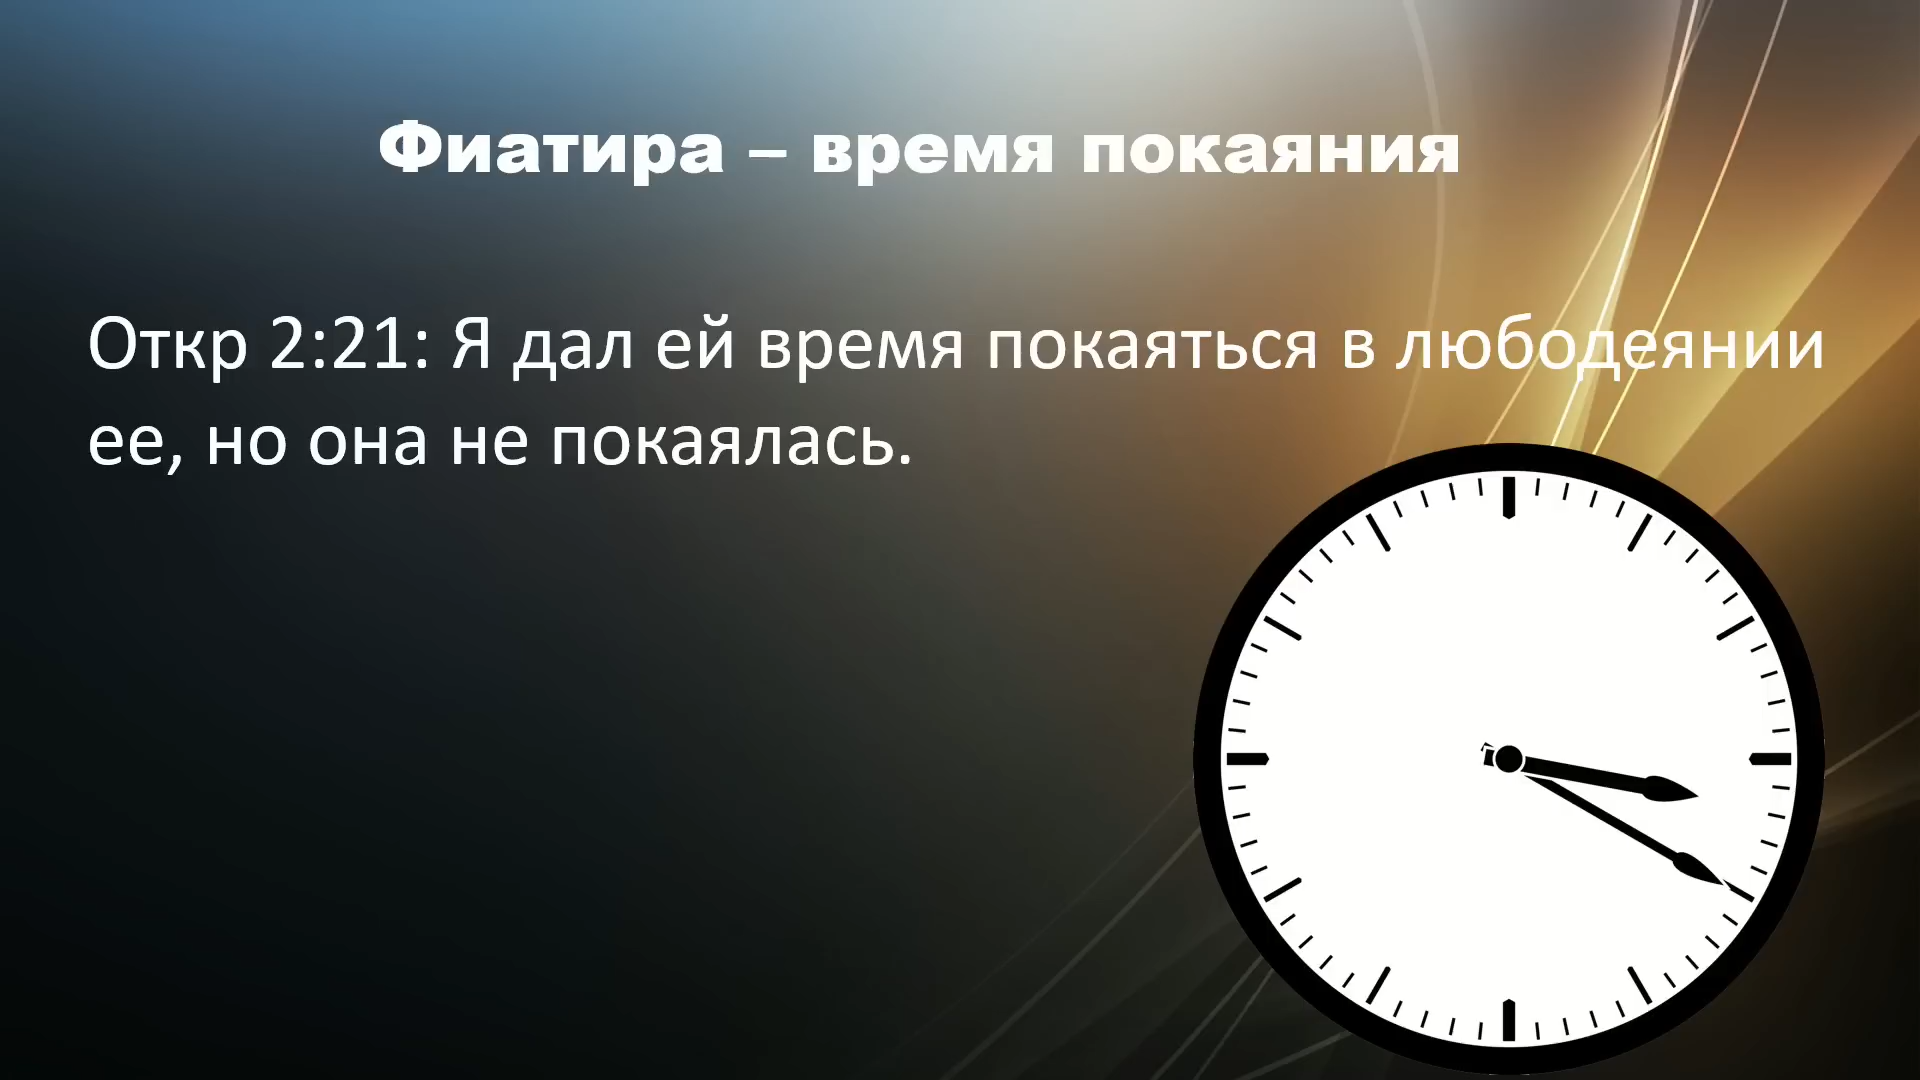 Фиатира – время покаяния
Откр 2:21: Я дал ей время покаяться в любодеянии
ее, но она не покаялась.